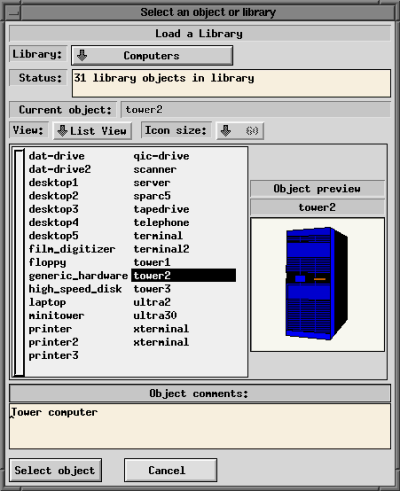 Select an object or library
Load a Library
Library: Computers
Status: 31 library objects in library
Current object: tower2
View: List View Icon size: 60
dat-drive qic-drive
dat-drive2 scanner
desktop1 server
desktop2 sparc5
desktop3 tapedrive
desktop4 telephone
desktop5 terminal
film_digitizer terminal2
floppy tower1
generic_hardware tower2
high_speed_disk tower3
laptop ultra2
minitower ultra30
printer xterminal
printer2 xterminal
printer3
Object preview
tower2
Object comments:
Tower computer
Select object Cancel